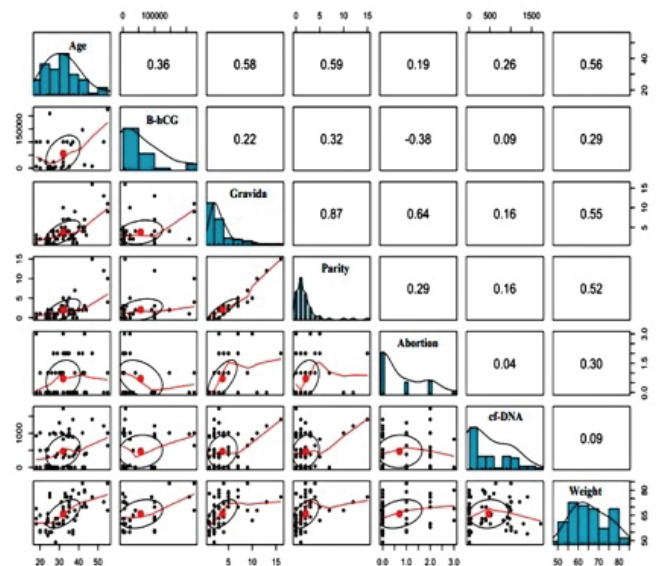 0 100000 0 5 10 15 0 500 1500
Age 0.36 0.58 0.59 0.19 0.26 0.56 20 40
0 150000 B-hCG 0.22 0.32 -0.38 0.09 0.29
Gravida 0.87 0.64 0.16 0.55 5 10 15
0 5 10 15 Parity 0.29 0.16 0.52
Abortion 0.04 0.30 0.0 1.5 3.0
0 1000 cf-DNA 0.09
Weight 50 65 80
20 30 40 50 5 10 15 0.0 1.0 2.0 3.0 50 60 70 80